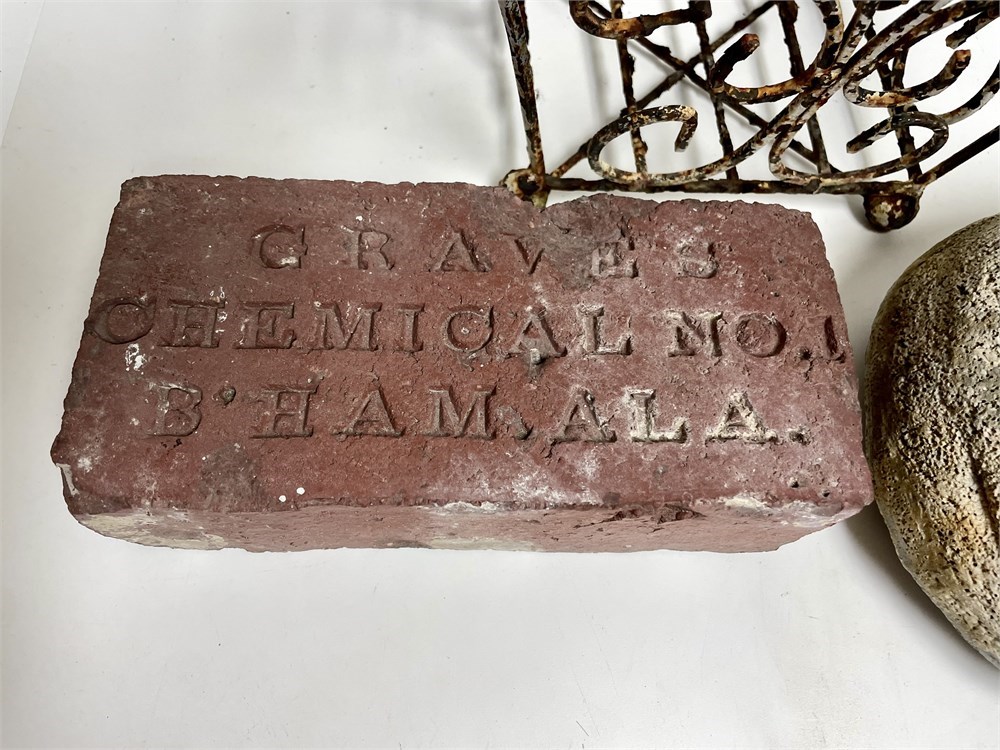 GRAVES
CHEMICAL NO.1
B'HAM, ALA.